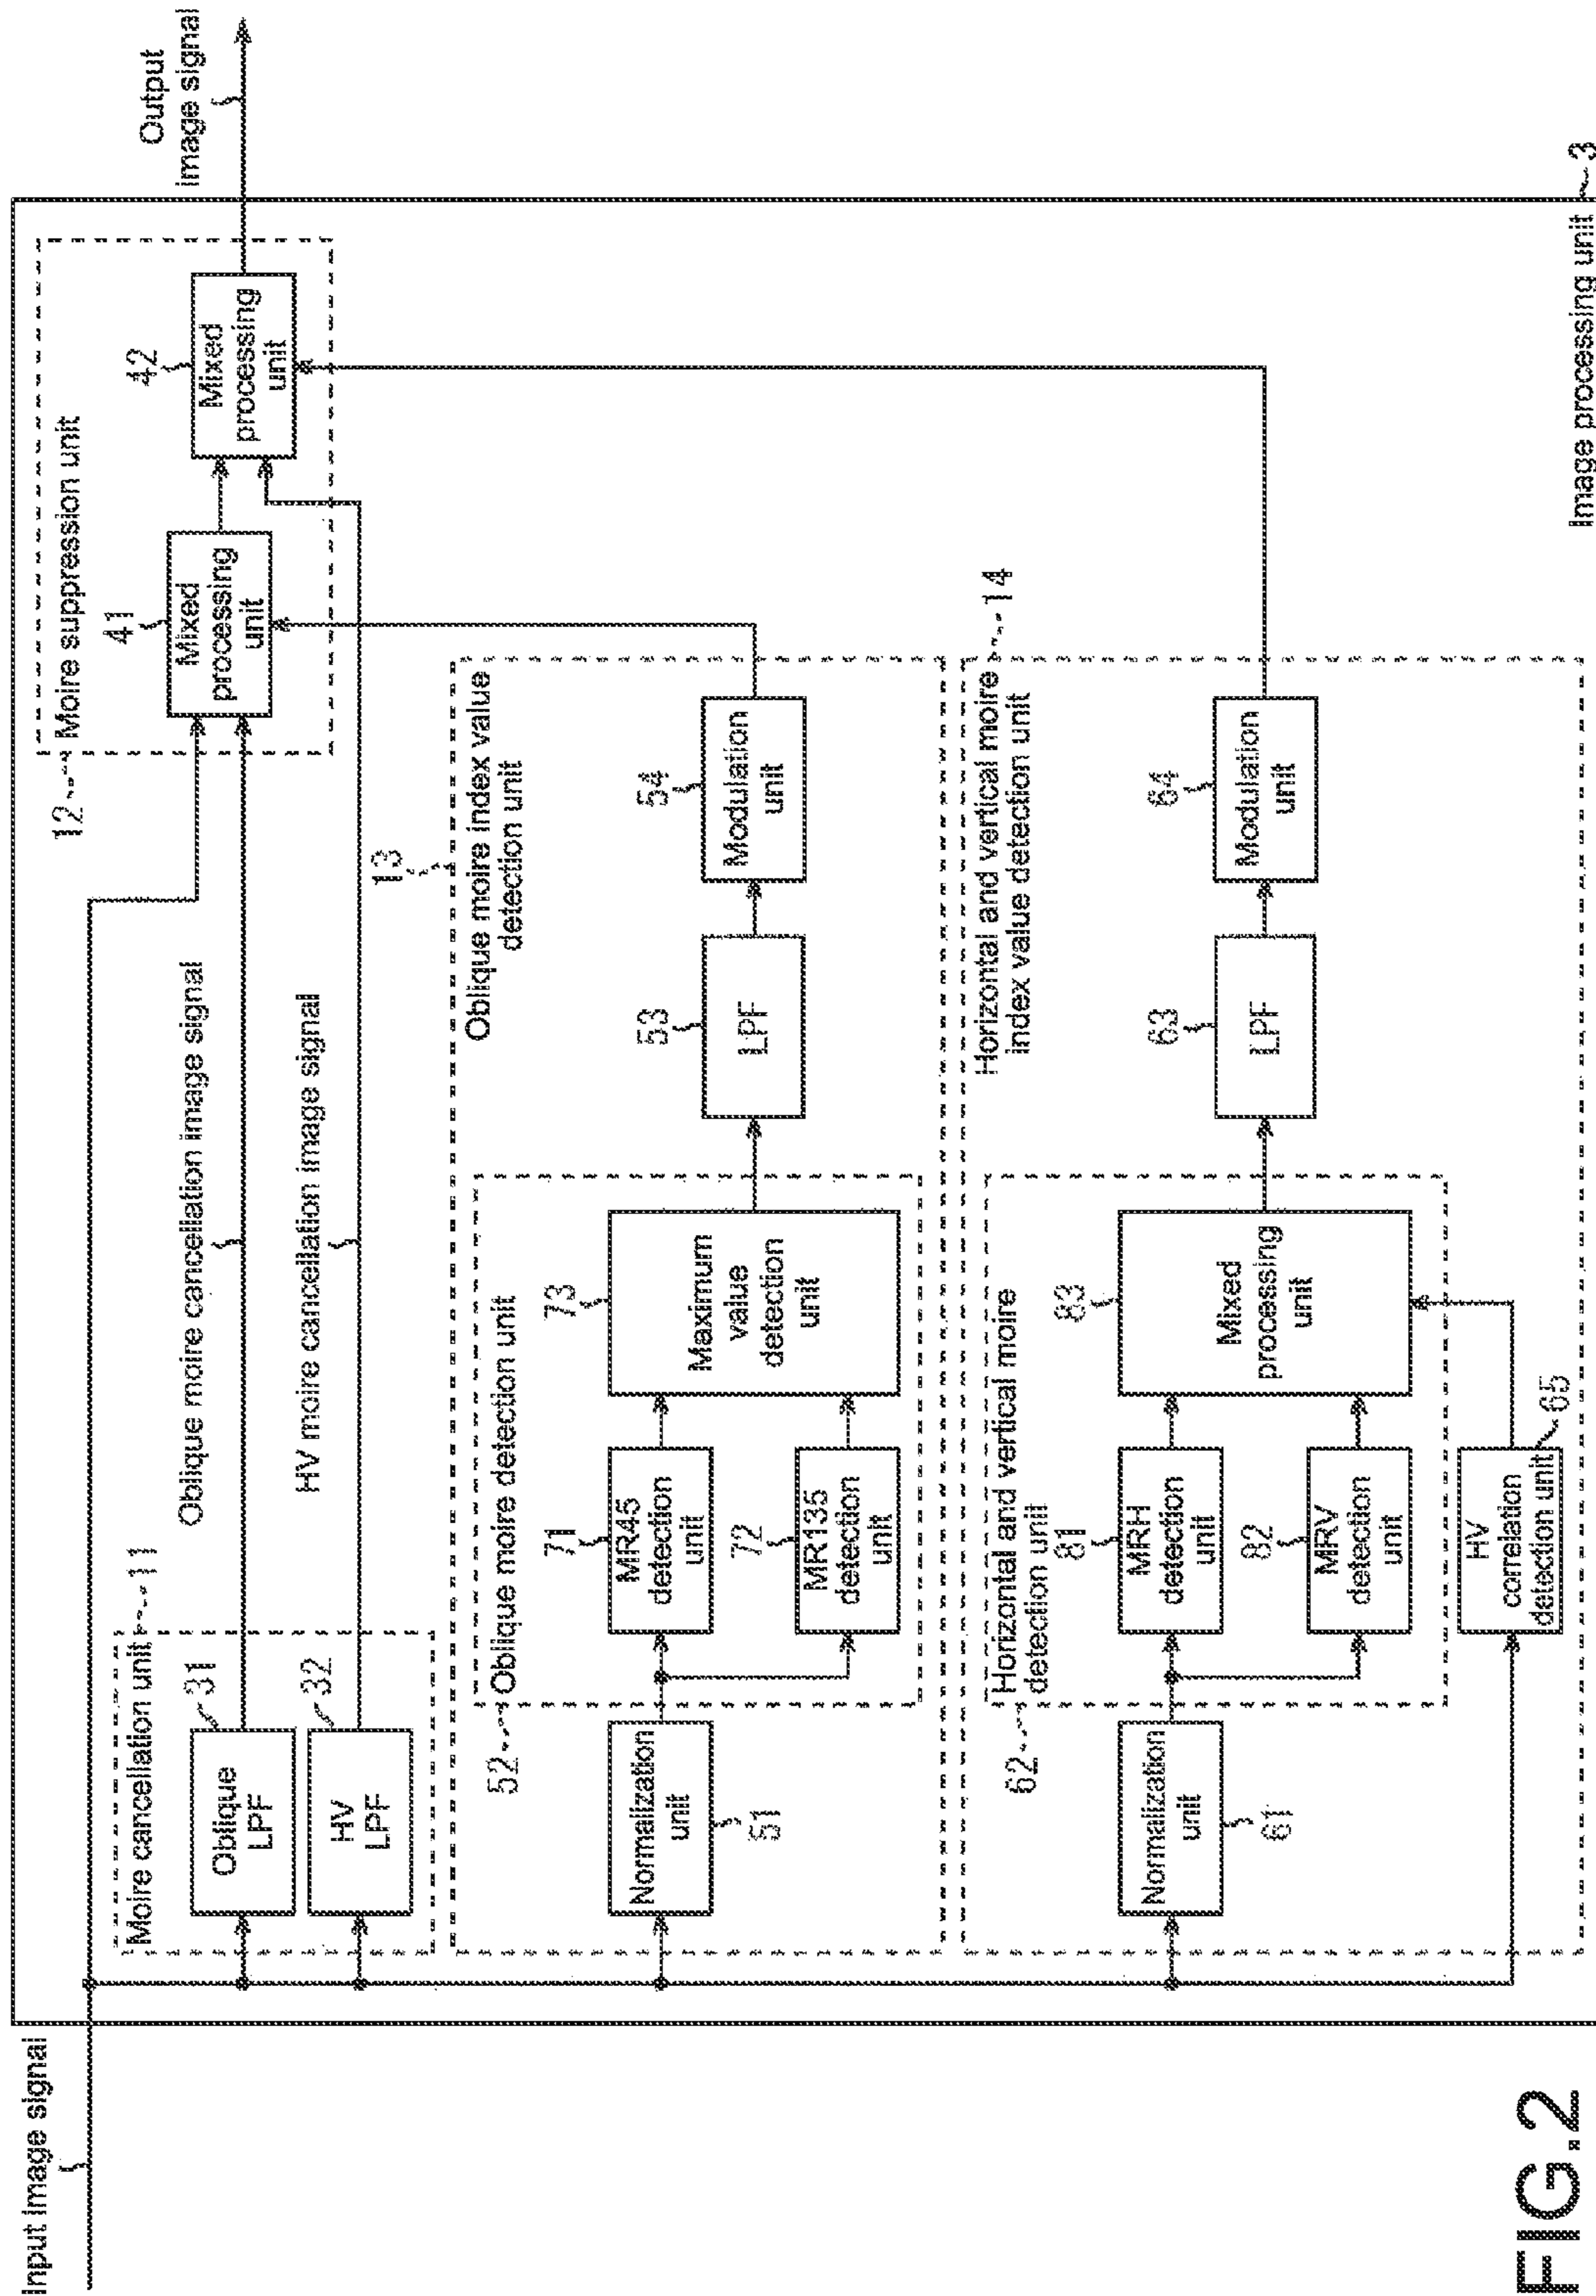 Input image signal
Output
image signal
12
Moire suppression unit
41
Mixed
processing
unit
42
Mixed
processing
unit
Moire cancellation unit
11
Oblique
LPF
31
HV
LPF
32
Oblique moire cancellation image signal
HV moire cancellation image signal
13
Oblique moire index value
detection unit
Normalization
unit
51
52
Oblique moire detection unit
71
MR45
detection
unit
72
MR135
detection
unit
73
Maximum
value
detection
unit
53
LPF
54
Modulation
unit
Horizontal and vertical moire
index value detection unit
14
Normalization
unit
61
62
Horizontal and vertical moire
detection unit
81
MRH
detection
unit
82
MRV
detection
unit
83
Mixed
processing
unit
63
LPF
64
Modulation
unit
HV
correlation
detection unit
65
Image processing unit
3
FIG.2